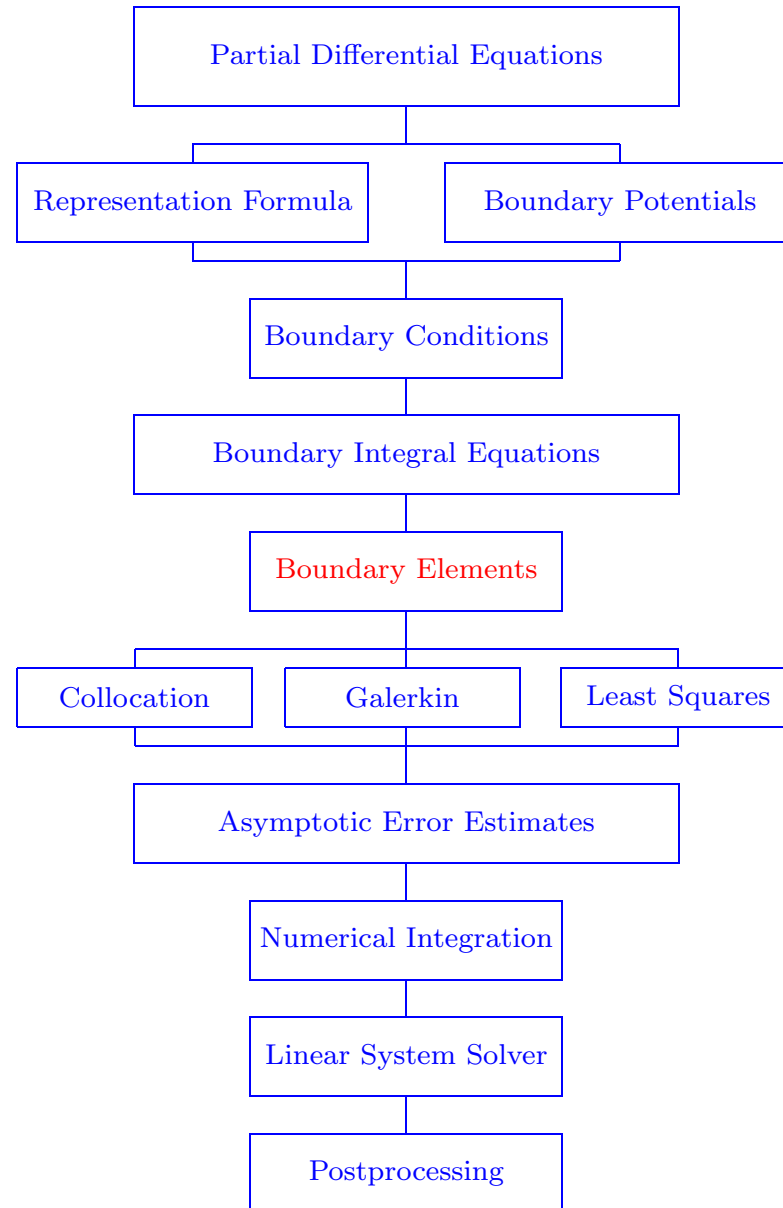 Partial Differential Equations
Representation Formula
Boundary Potentials
Boundary Conditions
Boundary Integral Equations
Boundary Elements
Collocation
Galerkin
Least Squares
Asymptotic Error Estimates
Numerical Integration
Linear System Solver
Postprocessing